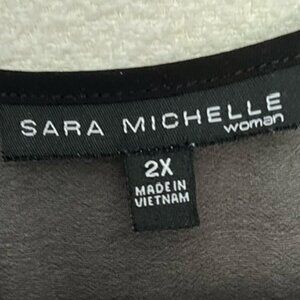 SARA MICHELLE
woman
2X
MADE IN
VIETNAM